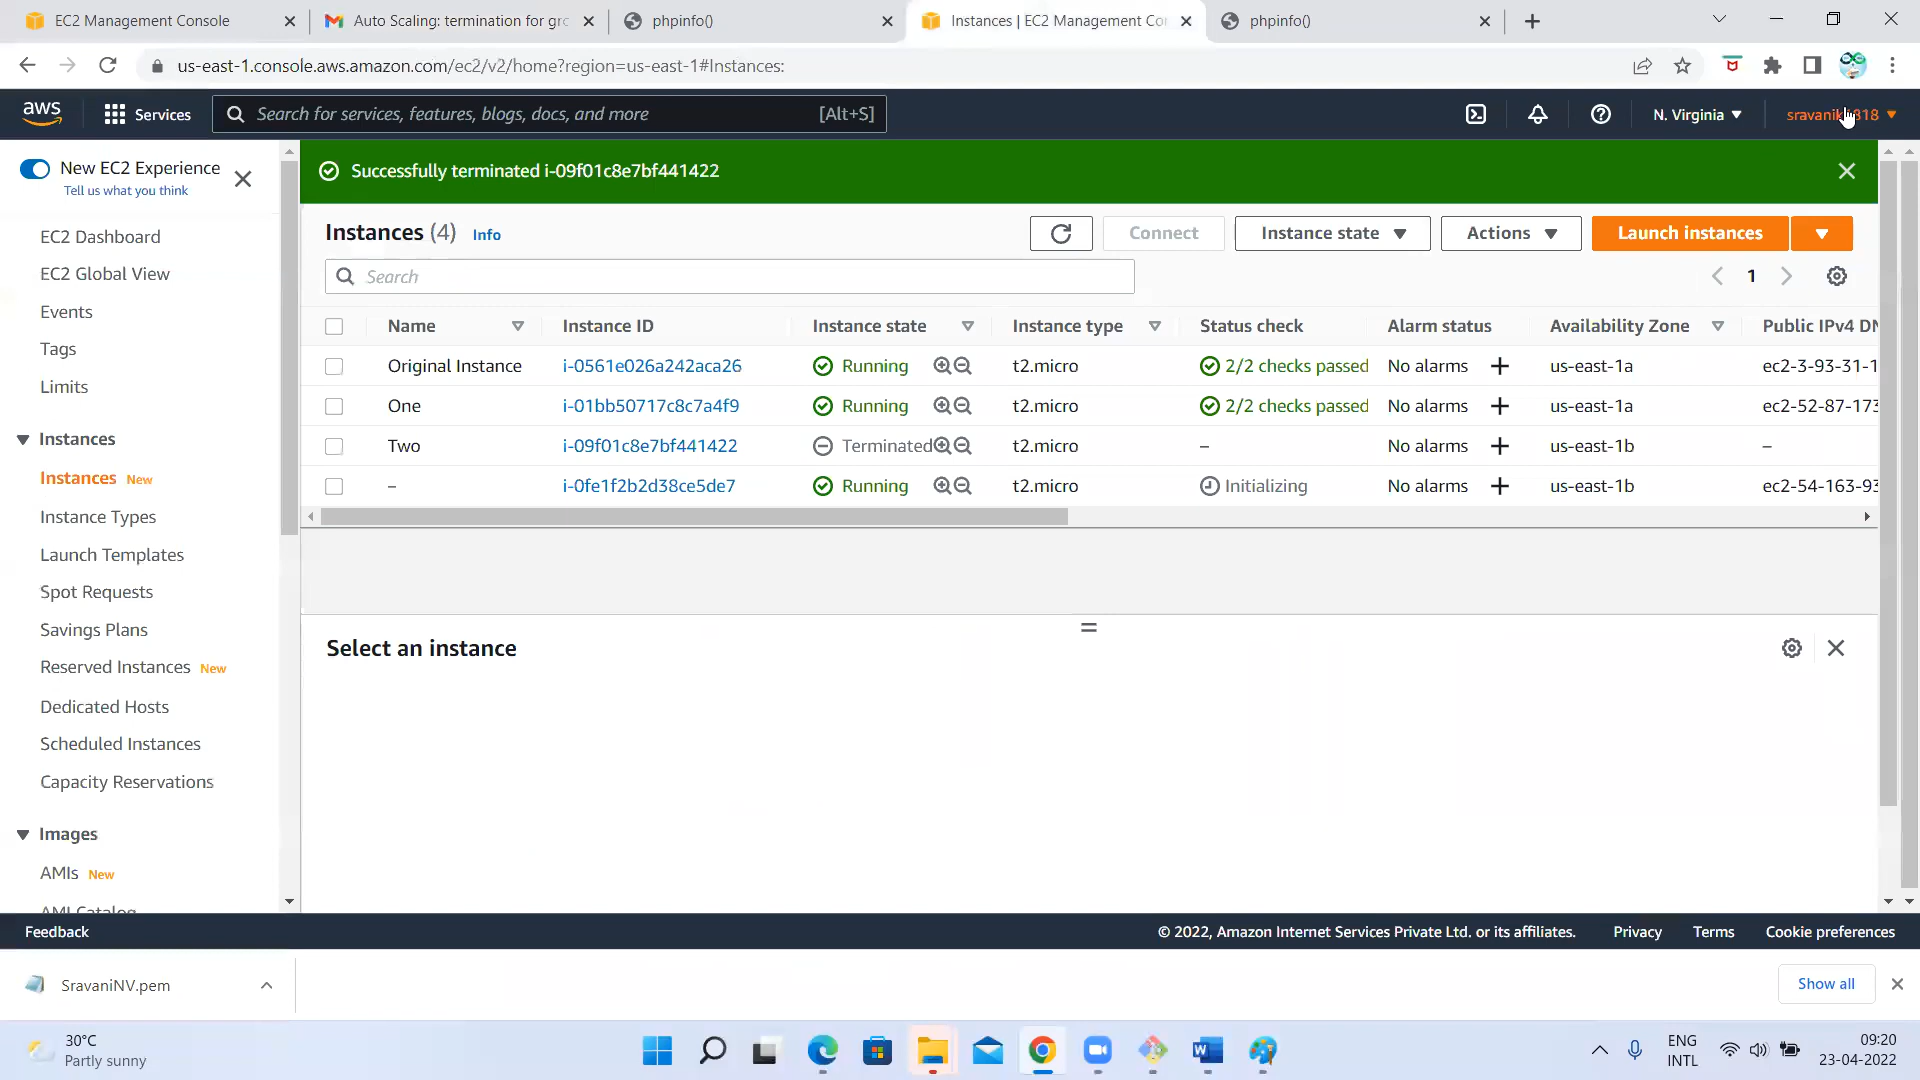 EC2 Management Console
Auto Scaling: termination for gro
phpinfo()
Instances | EC2 Management Co
phpinfo()
us-east-1.console.aws.amazon.com/ec2/v2/home?region=us-east-1#Instances:
aws
Services
Search for services, features, blogs, docs, and more
[Alt+S]
N. Virginia
New EC2 Experience
Tell us what you think
Successfully terminated i-09f01c8e7bf441422
EC2 Dashboard
EC2 Global View
Events
Tags
Limits
Instances
Instances New
Instance Types
Launch Templates
Spot Requests
Savings Plans
Reserved Instances New
Dedicated Hosts
Scheduled Instances
Capacity Reservations
Images
AMIs New
AMI Catalog
Instances (4) Info
Connect
Instance state
Actions
Launch instances
Search
1
Name Instance ID Instance state Instance type Status check Alarm status Availability Zone Public IPv4 DN
Original Instance i-0561e026a242aca26 Running t2.micro 2/2 checks passed No alarms + us-east-1a ec2-3-93-31-1
One i-01bb50717c8c7a4f9 Running t2.micro 2/2 checks passed No alarms + us-east-1a ec2-52-87-173
Two i-09f01c8e7bf441422 Terminated t2.micro – No alarms + us-east-1b –
– i-0fe1f2b2d38ce5de7 Running t2.micro Initializing No alarms + us-east-1b ec2-54-163-93
Select an instance
Feedback
© 2022, Amazon Internet Services Private Ltd. or its affiliates.
Privacy
Terms
Cookie preferences
SravaniNV.pem
Show all
30°C
Partly sunny
ENG
INTL
09:20
23-04-2022